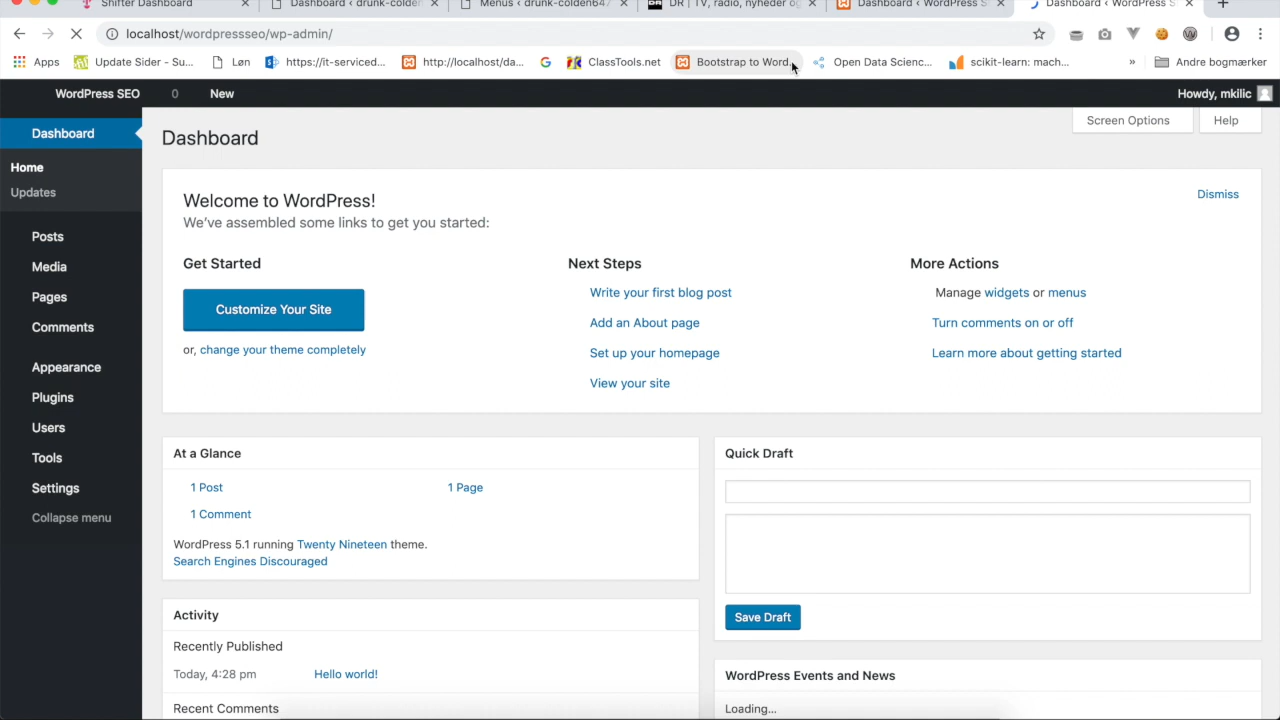 Shifter Dashboard
Dashboard ‹ drunk-colden
Menus ‹ drunk-colden64
DR | TV, radio, nyheder og
Dashboard ‹ WordPress S
Dashboard ‹ WordPress S
localhost/wordpressseo/wp-admin/
Apps
Update Sider - Su...
Løn
https://it-serviced...
http://localhost/da...
ClassTools.net
Bootstrap to Word...
Open Data Scienc...
scikit-learn: mach...
»
Andre bogmærker
WordPress SEO
0
New
Howdy, mkilic
Dashboard
Home
Updates
Posts
Media
Pages
Comments
Appearance
Plugins
Users
Tools
Settings
Collapse menu
Screen Options
Help
Dashboard
Welcome to WordPress!
We've assembled some links to get you started:
Dismiss
Get Started
Customize Your Site
or, change your theme completely
Next Steps
Write your first blog post
Add an About page
Set up your homepage
View your site
More Actions
Manage widgets or menus
Turn comments on or off
Learn more about getting started
At a Glance
1 Post
1 Page
1 Comment
WordPress 5.1 running Twenty Nineteen theme.
Search Engines Discouraged
Activity
Recently Published
Today, 4:28 pm
Hello world!
Recent Comments
Quick Draft
Save Draft
WordPress Events and News
Loading...